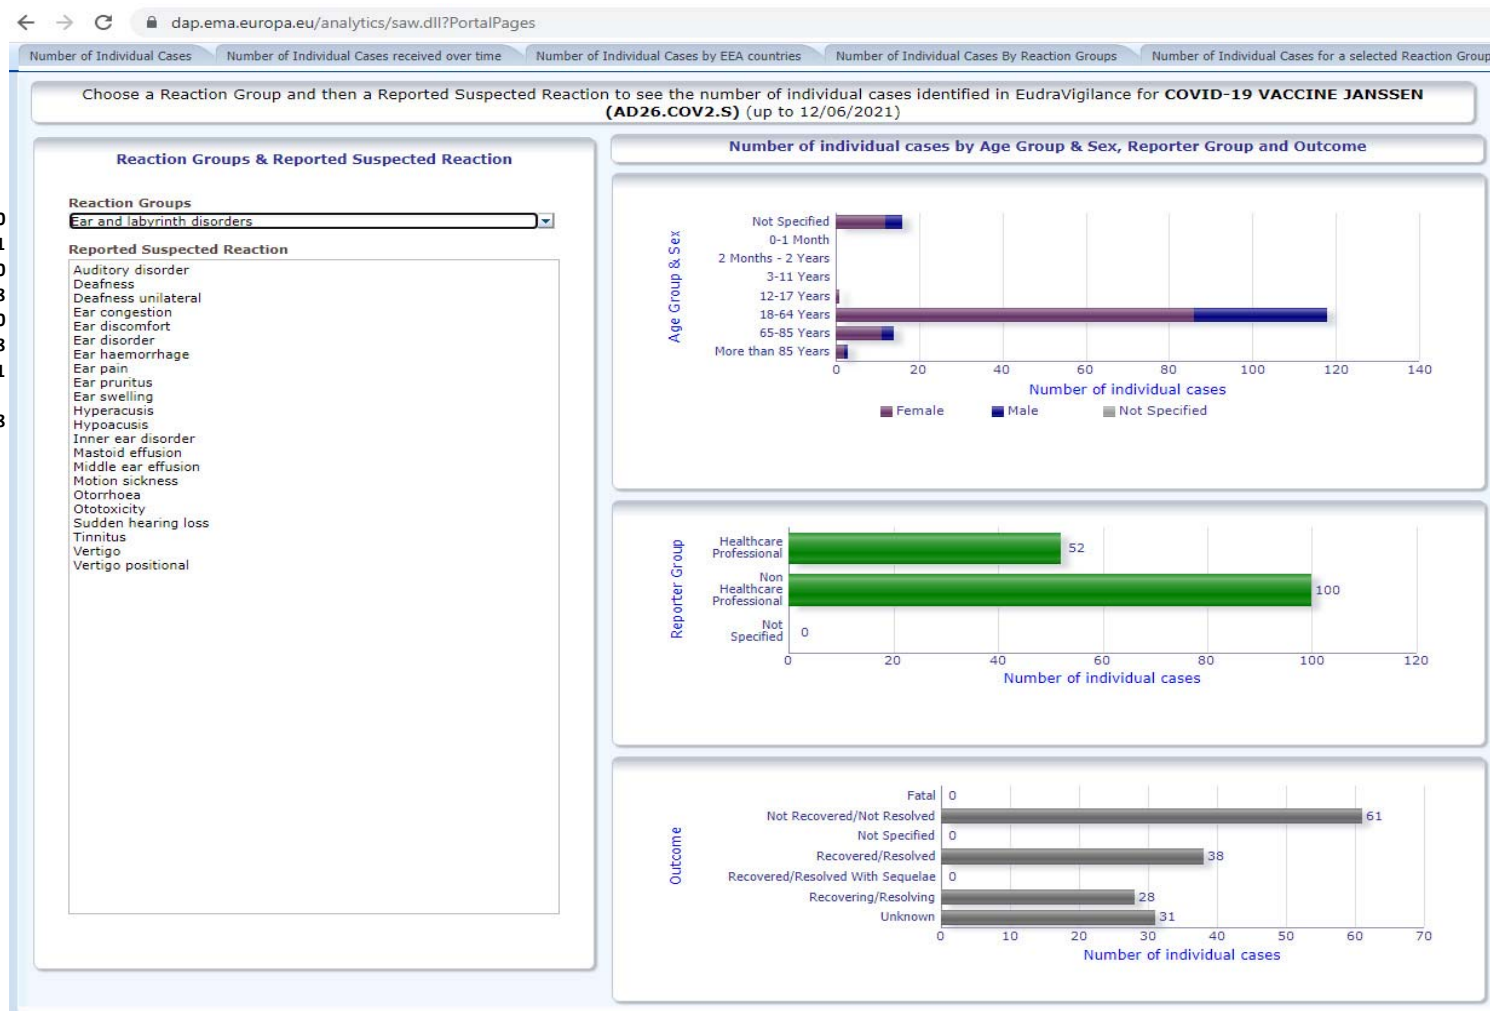 dap.ema.europa.eu/analytics/saw.dll?PortalPages
Number of Individual Cases
Number of Individual Cases received over time
Number of Individual Cases by EEA countries
Number of Individual Cases By Reaction Groups
Number of Individual Cases for a selected Reaction Group
Choose a Reaction Group and then a Reported Suspected Reaction to see the number of individual cases identified in EudraVigilance for COVID-19 VACCINE JANSSEN
(AD26.COV2.S) (up to 12/06/2021)
Reaction Groups & Reported Suspected Reaction
Reaction Groups
Ear and labyrinth disorders
Reported Suspected Reaction
Auditory disorder
Deafness
Deafness unilateral
Ear congestion
Ear discomfort
Ear disorder
Ear haemorrhage
Ear pain
Ear pruritus
Ear swelling
Hyperacusis
Hypoacusis
Inner ear disorder
Mastoid effusion
Middle ear effusion
Motion sickness
Otorrhoea
Ototoxicity
Sudden hearing loss
Tinnitus
Vertigo
Vertigo positional
0
1
0
3
0
3
1
3
Number of individual cases by Age Group & Sex, Reporter Group and Outcome
Age Group & Sex
Not Specified
0-1 Month
2 Months - 2 Years
3-11 Years
12-17 Years
18-64 Years
65-85 Years
More than 85 Years
0 20 40 60 80 100 120 140
Number of individual cases
Female Male Not Specified
Reporter Group
Healthcare
Professional
52
Non
Healthcare
Professional
100
Not
Specified
0
0 20 40 60 80 100 120
Number of individual cases
Outcome
Fatal 0
Not Recovered/Not Resolved 61
Not Specified 0
Recovered/Resolved 38
Recovered/Resolved With Sequelae 0
Recovering/Resolving 28
Unknown 31
0 10 20 30 40 50 60 70
Number of individual cases